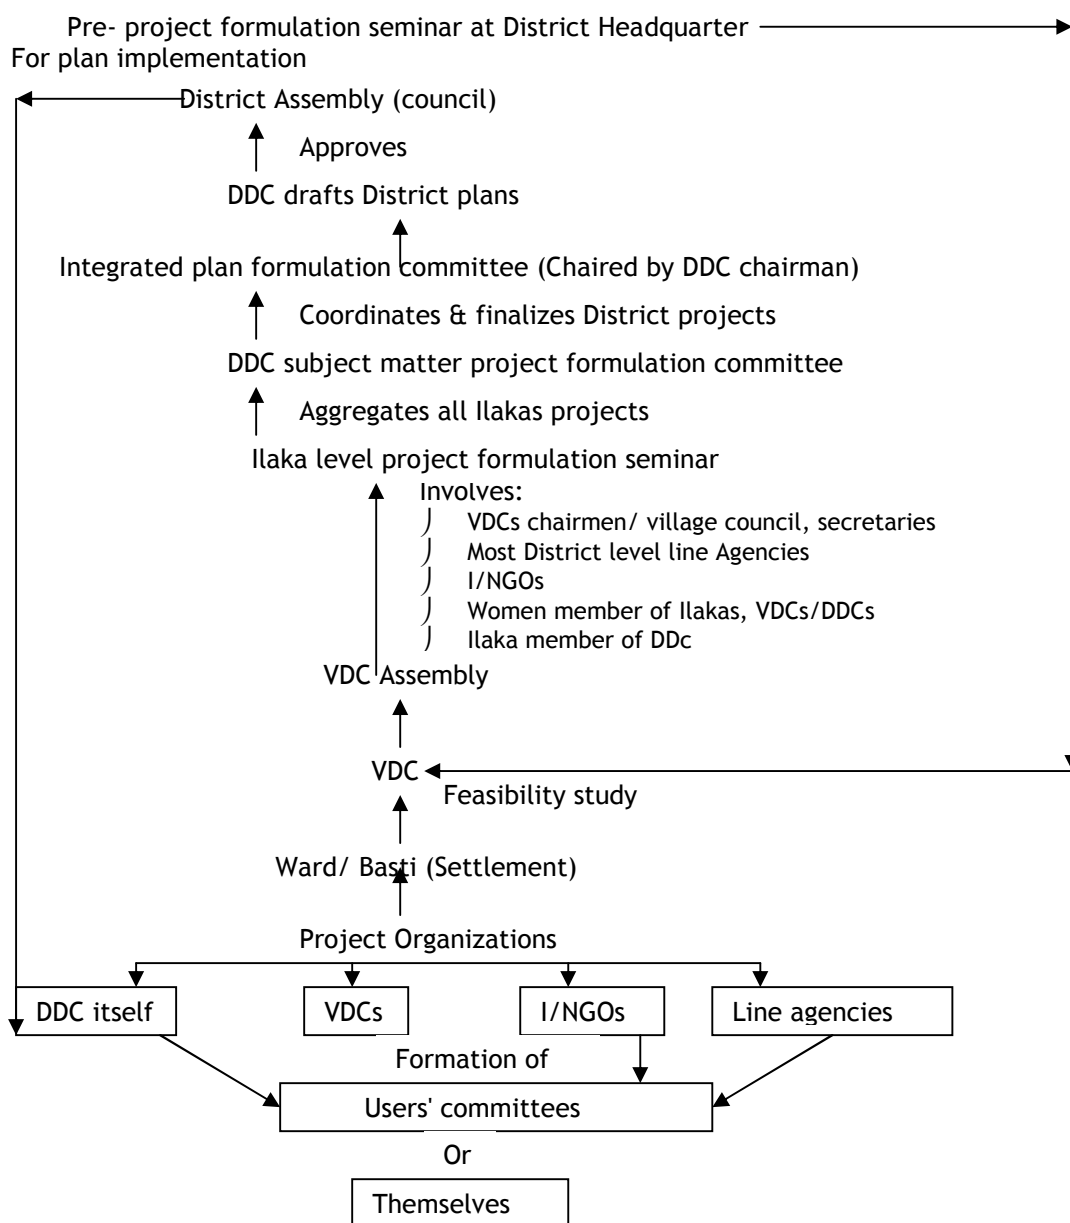 Pre- project formulation seminar at District Headquarter
For plan implementation
District Assembly (council)
Approves
DDC drafts District plans
Integrated plan formulation committee (Chaired by DDC chairman)
Coordinates & finalizes District projects
DDC subject matter project formulation committee
Aggregates all Ilakas projects
Ilaka level project formulation seminar
Involves:
VDCs chairmen/ village council, secretaries
Most District level line Agencies
I/NGOs
Women member of Ilakas, VDCs/DDCs
Ilaka member of DDc
VDC Assembly
VDC
Feasibility study
Ward/ Basti (Settlement)
Project Organizations
DDC itself VDCs I/NGOs Line agencies
Formation of
Users' committees
Or
Themselves